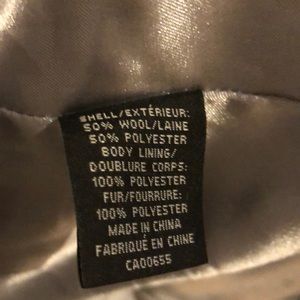 SHELL/EXTÉRIEUR:
50% WOOL/LAINE
50% POLYESTER
BODY LINING/
DOUBLURE CORPS:
100% POLYESTER
FUR/FOURRURE:
100% POLYESTER
MADE IN CHINA
FABRIQUÉ EN CHINE
CA00655